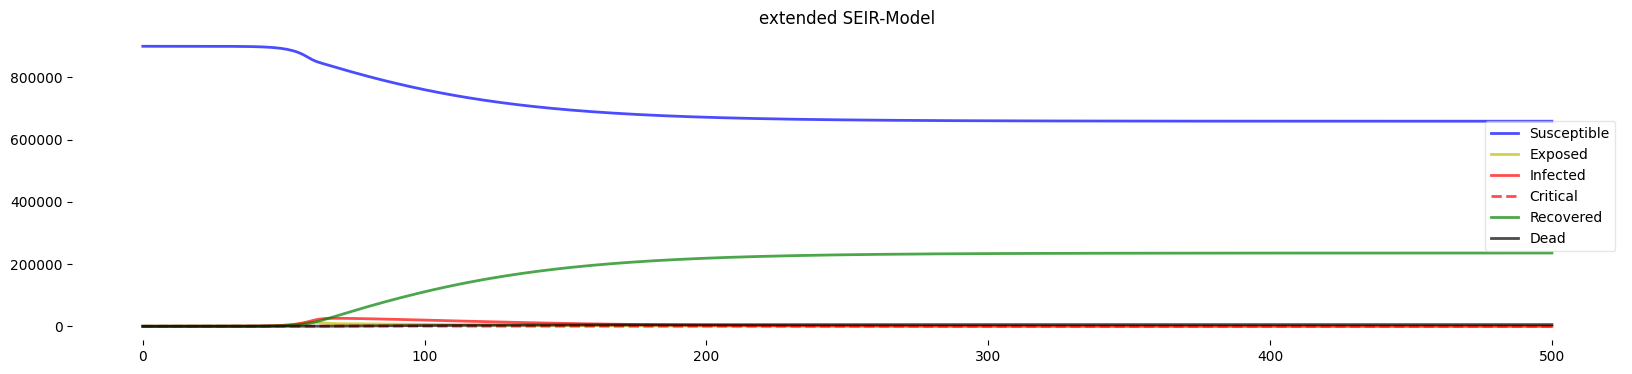 extended SEIR-Model
800000
600000
400000
200000
0
0
100
200
300
400
500
Susceptible
Exposed
Infected
Critical
Recovered
Dead